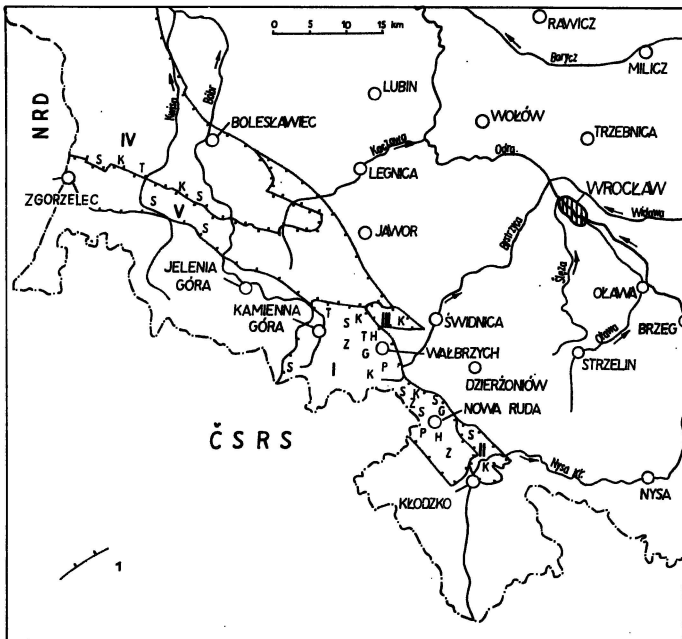 0 5 10 15 km
RAWICZ
Barycz
MILICZ
NRD
Kwisa
Bóbr
LUBIN
WOŁÓW
TRZEBNICA
BOLESŁAWIEC
IV
S K T
K S
Kaczawa
Odra
LEGNICA
WROCŁAW
ZGORZELEC
S
V
S
Widawa
Bystrzyca
JAWOR
Ślęza
JELENIA
GÓRA
OŁAWA
KAMIENNA
GÓRA
T
K
III
K
S
ŚWIDNICA
Oława
BRZEG
T H
Z
WAŁBRZYCH
G
STRZELIN
I
P
K
S
DZIERŻONIÓW
S K S
Z S G
NOWA RUDA
P H
S
ČSRS
Z
II
K
Nysa Kł.
NYSA
KŁODZKO
1